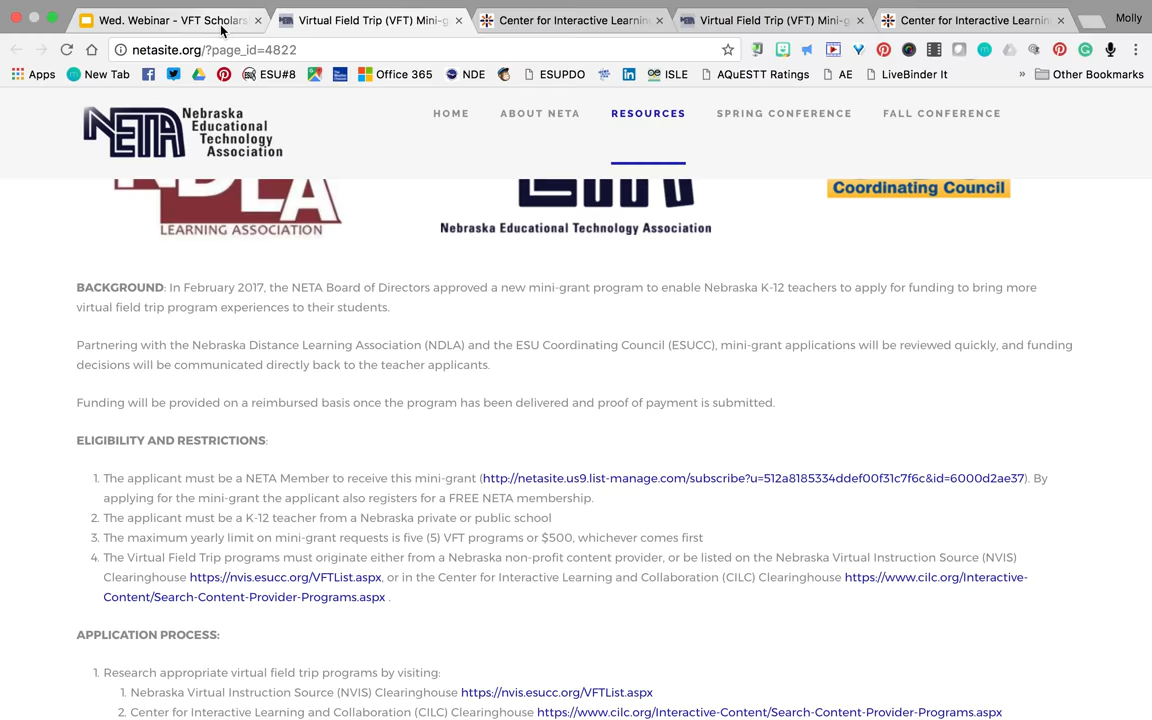 Wed. Webinar - VFT Scholars
Virtual Field Trip (VFT) Mini-g
Center for Interactive Learnin
Virtual Field Trip (VFT) Mini-g
Center for Interactive Learnin
Molly
netasite.org/?page_id=4822
Apps
New Tab
ESU#8
Office 365
NDE
ESUPDO
ISLE
AQuESTT Ratings
AE
LiveBinder It
»
Other Bookmarks
NETA
Nebraska
Educational
Technology
Association
HOME
ABOUT NETA
RESOURCES
SPRING CONFERENCE
FALL CONFERENCE
NDLA
LEARNING ASSOCIATION
Nebraska Educational Technology Association
Coordinating Council
BACKGROUND: In February 2017, the NETA Board of Directors approved a new mini-grant program to enable Nebraska K-12 teachers to apply for funding to bring more
virtual field trip program experiences to their students.
Partnering with the Nebraska Distance Learning Association (NDLA) and the ESU Coordinating Council (ESUCC), mini-grant applications will be reviewed quickly, and funding
decisions will be communicated directly back to the teacher applicants.
Funding will be provided on a reimbursed basis once the program has been delivered and proof of payment is submitted.
ELIGIBILITY AND RESTRICTIONS:
1. The applicant must be a NETA Member to receive this mini-grant (http://netasite.us9.list-manage.com/subscribe?u=512a8185334ddef00f31c7f6c&id=6000d2ae37). By
applying for the mini-grant the applicant also registers for a FREE NETA membership.
2. The applicant must be a K-12 teacher from a Nebraska private or public school
3. The maximum yearly limit on mini-grant requests is five (5) VFT programs or $500, whichever comes first
4. The Virtual Field Trip programs must originate either from a Nebraska non-profit content provider, or be listed on the Nebraska Virtual Instruction Source (NVIS)
Clearinghouse https://nvis.esucc.org/VFTList.aspx, or in the Center for Interactive Learning and Collaboration (CILC) Clearinghouse https://www.cilc.org/Interactive-
Content/Search-Content-Provider-Programs.aspx .
APPLICATION PROCESS:
1. Research appropriate virtual field trip programs by visiting:
1. Nebraska Virtual Instruction Source (NVIS) Clearinghouse https://nvis.esucc.org/VFTList.aspx
2. Center for Interactive Learning and Collaboration (CILC) Clearinghouse https://www.cilc.org/Interactive-Content/Search-Content-Provider-Programs.aspx